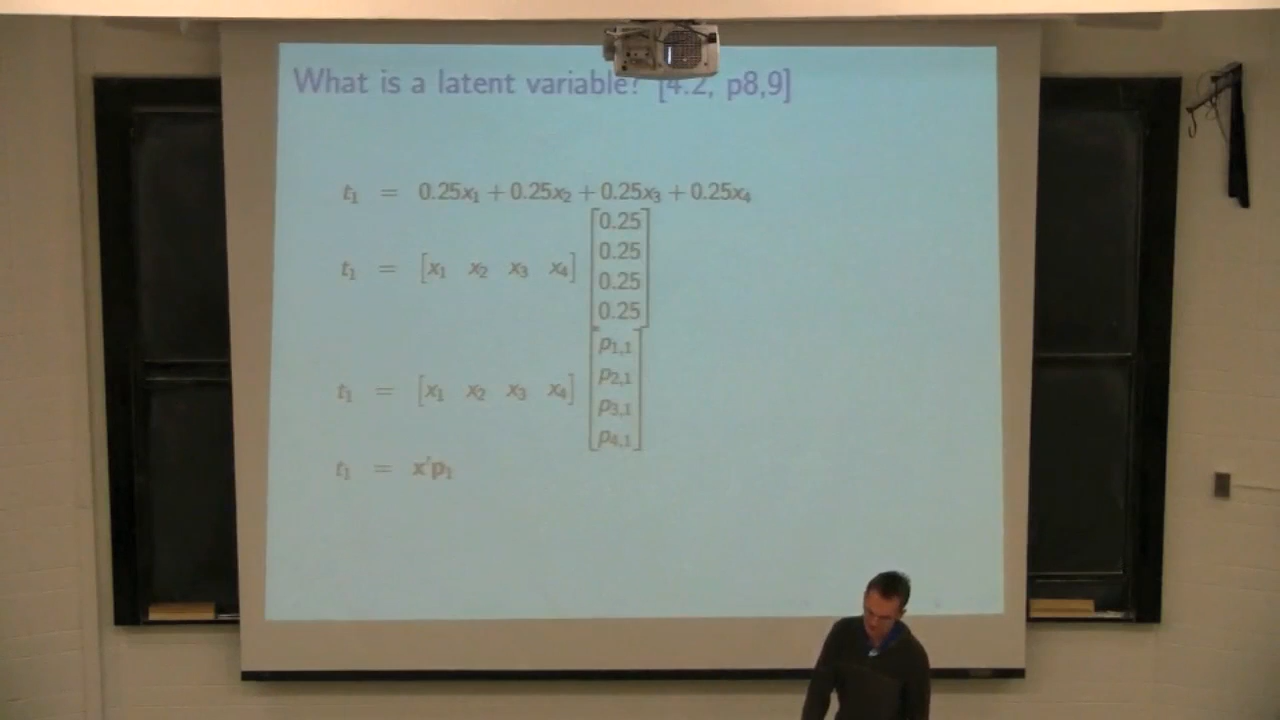 What is a latent variable? [4.2, p8,9]
t₁ = 0.25x₁ + 0.25x₂ + 0.25x₃ + 0.25x₄
t₁ = [x₁ x₂ x₃ x₄] [0.25
0.25
0.25
0.25]
t₁ = [x₁ x₂ x₃ x₄] [p₁,₁
p₂,₁
p₃,₁
p₄,₁]
t₁ = x′p₁